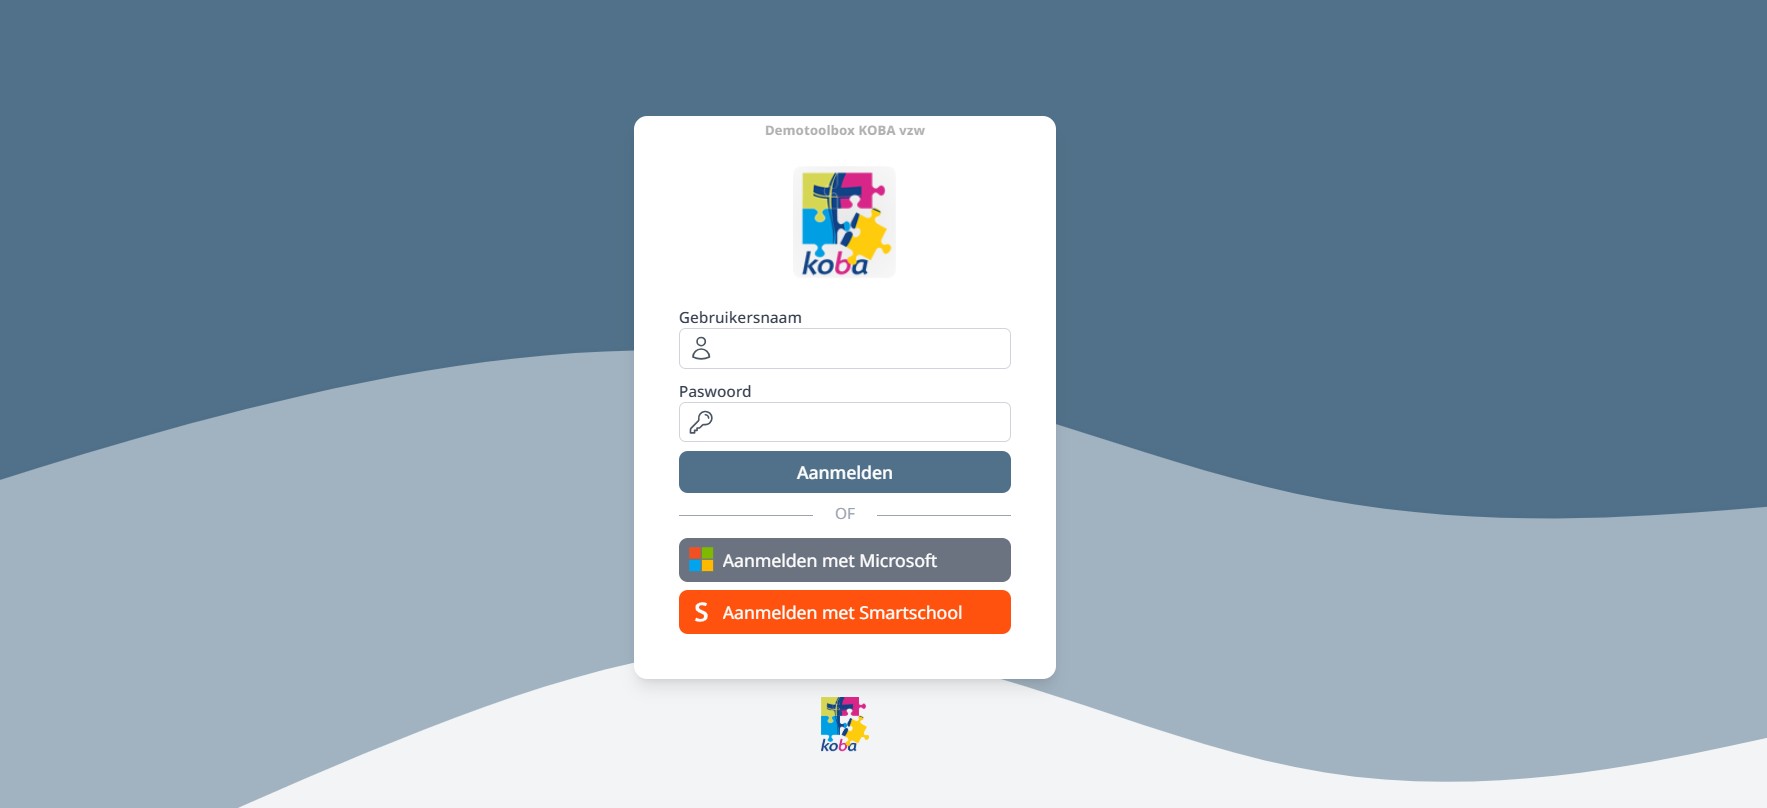 Demotoolbox KOBA vzw
koba
Gebruikersnaam
Paswoord
Aanmelden
OF
Aanmelden met Microsoft
S Aanmelden met Smartschool
koba